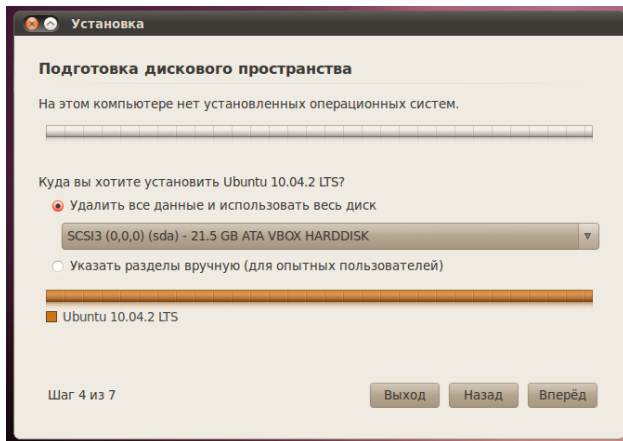 Установка
Подготовка дискового пространства
На этом компьютере нет установленных операционных систем.
Куда вы хотите установить Ubuntu 10.04.2 LTS?
Удалить все данные и использовать весь диск
SCSI3 (0,0,0) (sda) - 21.5 GB ATA VBOX HARDDISK
Указать разделы вручную (для опытных пользователей)
Ubuntu 10.04.2 LTS
Шаг 4 из 7 Выход Назад Вперёд